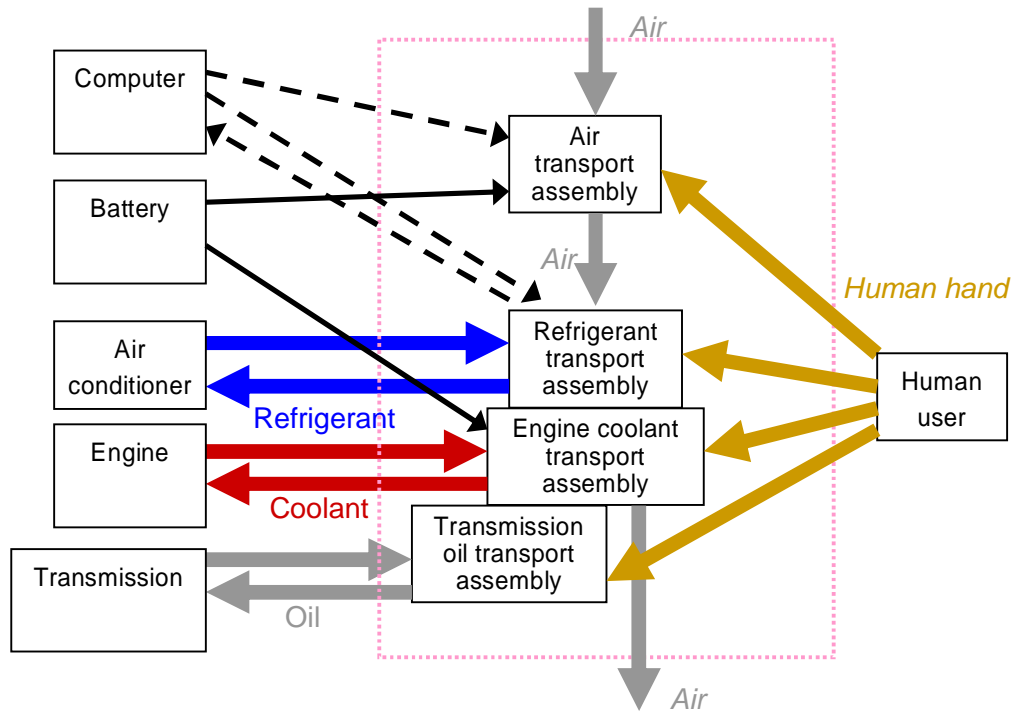 Air
Computer
Air
transport
assembly
Battery
Air
Human hand
Air
conditioner
Refrigerant
transport
assembly
Human
user
Refrigerant
Engine
Engine coolant
transport
assembly
Coolant
Transmission
Transmission
oil transport
assembly
Oil
Air